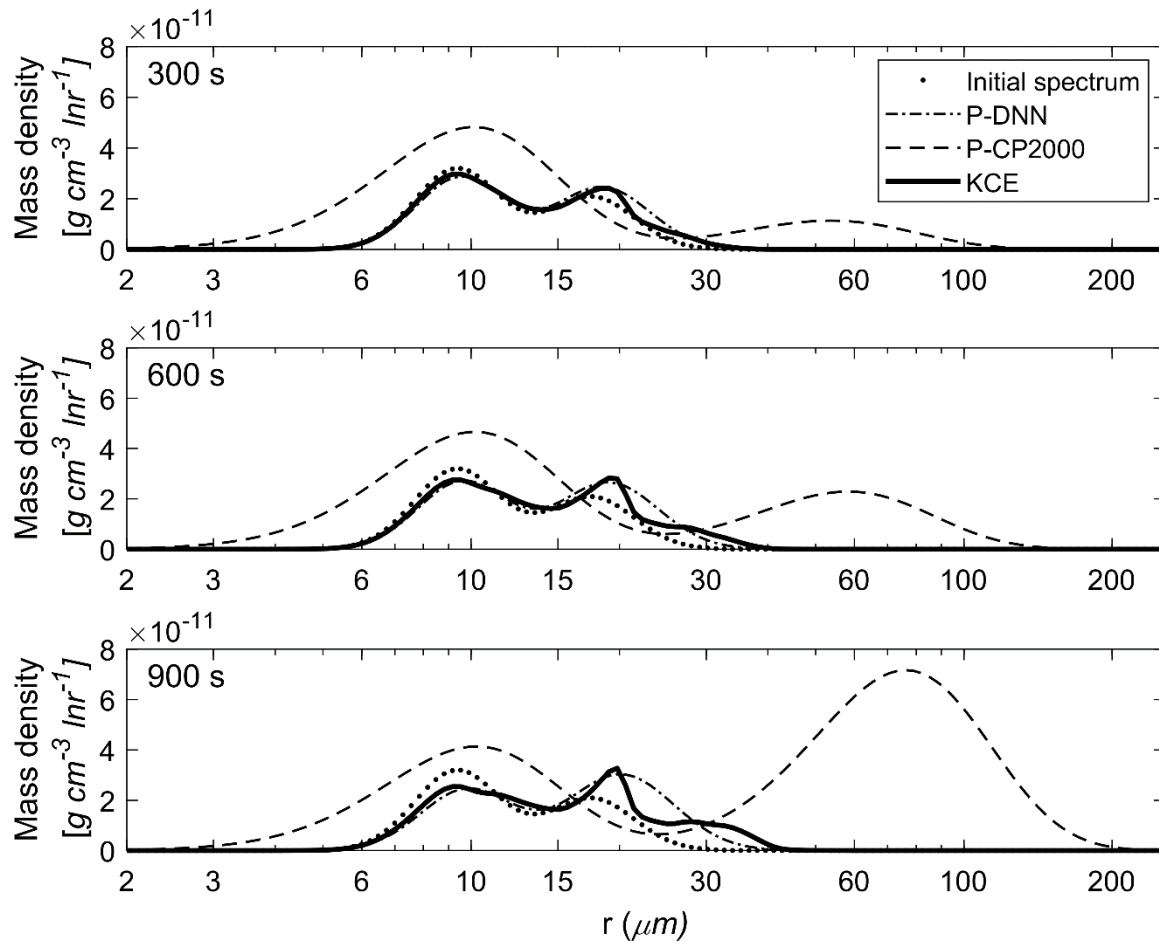 ×10⁻¹¹
Mass density
[g cm⁻³ lnr⁻¹]
8
6
4
2
0
300 s
Initial spectrum
P-DNN
P-CP2000
KCE
2 3 6 10 15 30 60 100 200
×10⁻¹¹
Mass density
[g cm⁻³ lnr⁻¹]
8
6
4
2
0
600 s
2 3 6 10 15 30 60 100 200
×10⁻¹¹
Mass density
[g cm⁻³ lnr⁻¹]
8
6
4
2
0
900 s
2 3 6 10 15 30 60 100 200
r (μm)